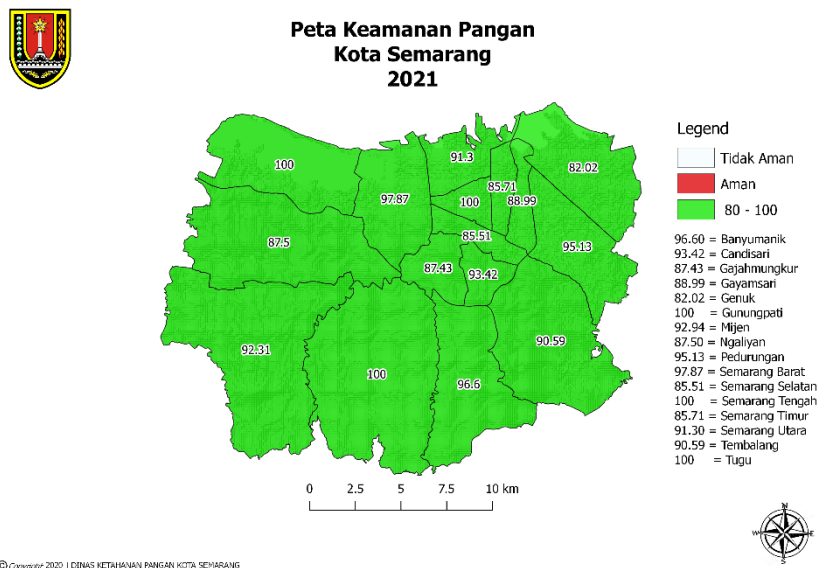 Peta Keamanan Pangan
Kota Semarang
2021
100
91.3
82.02
97.87
85.71
100
88.99
87.5
85.51
95.13
87.43
93.42
92.31
90.59
100
96.6
0 2.5 5 7.5 10 km
Legend
Tidak Aman
Aman
80 - 100
96.60 = Banyumanik
93.42 = Candisari
87.43 = Gajahmungkur
88.99 = Gayamsari
82.02 = Genuk
100 = Gunungpati
92.94 = Mijen
87.50 = Ngaliyan
95.13 = Pedurungan
97.87 = Semarang Barat
85.51 = Semarang Selatan
100 = Semarang Tengah
85.71 = Semarang Timur
91.30 = Semarang Utara
90.59 = Tembalang
100 = Tugu
N
W E
S
© Copyright 2020 | DINAS KETAHANAN PANGAN KOTA SEMARANG